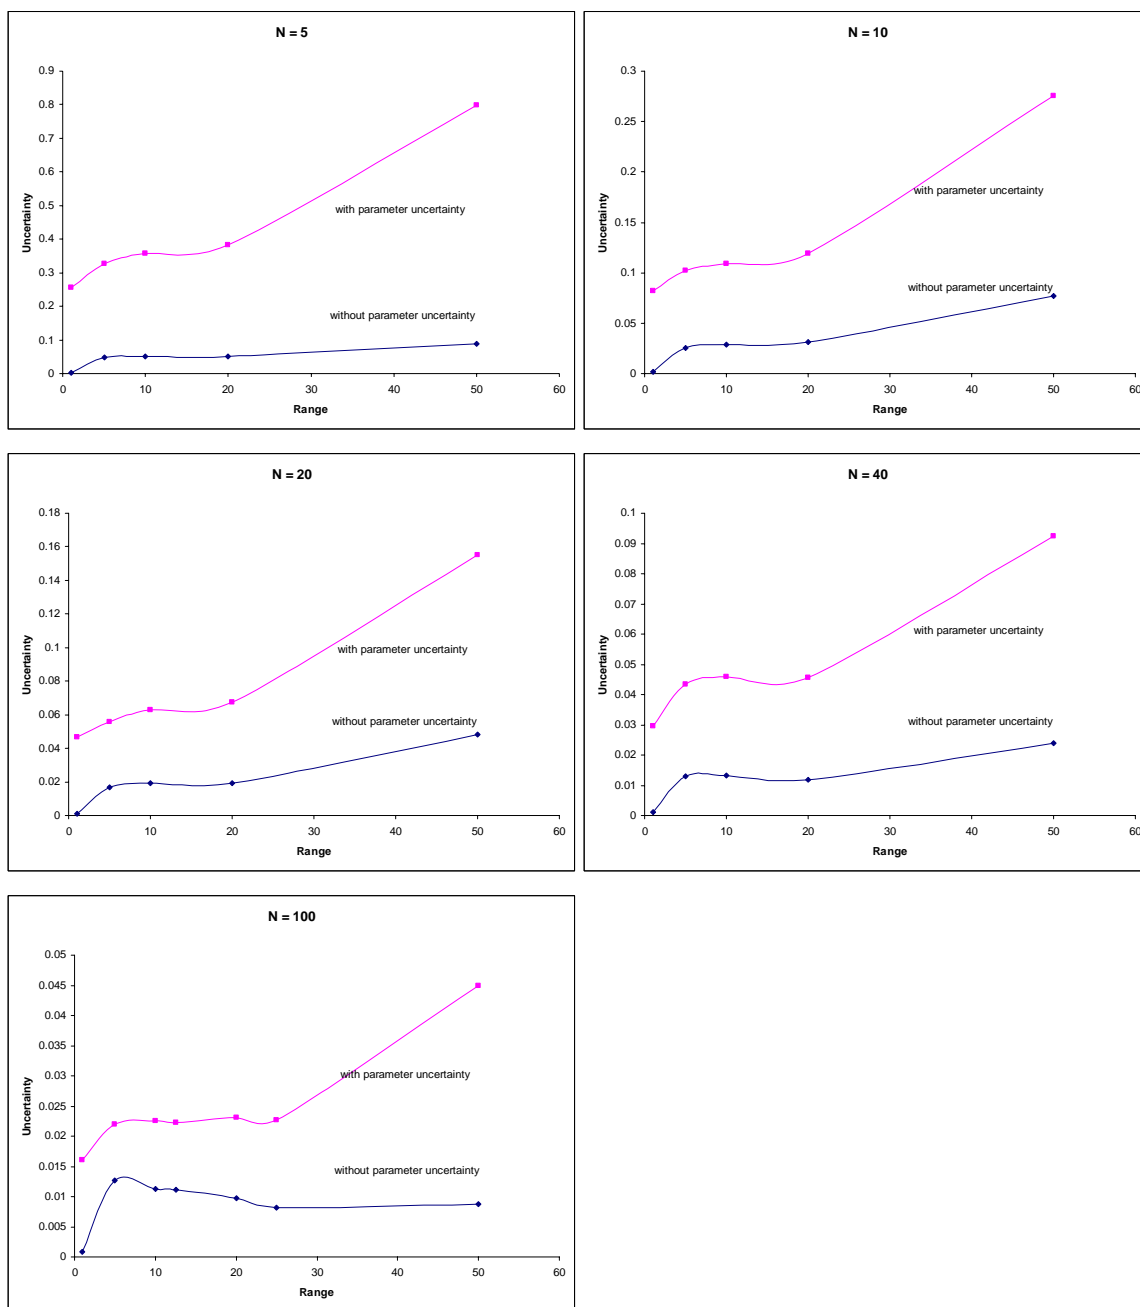 N = 5
0.9
0.8
0.7
0.6
0.5
0.4
0.3
0.2
0.1
0
Uncertainty
with parameter uncertainty
without parameter uncertainty
0 10 20 30 40 50 60
Range
N = 10
0.3
0.25
0.2
0.15
0.1
0.05
0
Uncertainty
with parameter uncertainty
without parameter uncertainty
0 10 20 30 40 50 60
Range
N = 20
0.18
0.16
0.14
0.12
0.1
0.08
0.06
0.04
0.02
0
Uncertainty
with parameter uncertainty
without parameter uncertainty
0 10 20 30 40 50 60
Range
N = 40
0.1
0.09
0.08
0.07
0.06
0.05
0.04
0.03
0.02
0.01
0
Uncertainty
with parameter uncertainty
without parameter uncertainty
0 10 20 30 40 50 60
Range
N = 100
0.05
0.045
0.04
0.035
0.03
0.025
0.02
0.015
0.01
0.005
0
Uncertainty
with parameter uncertainty
without parameter uncertainty
0 10 20 30 40 50 60
Range